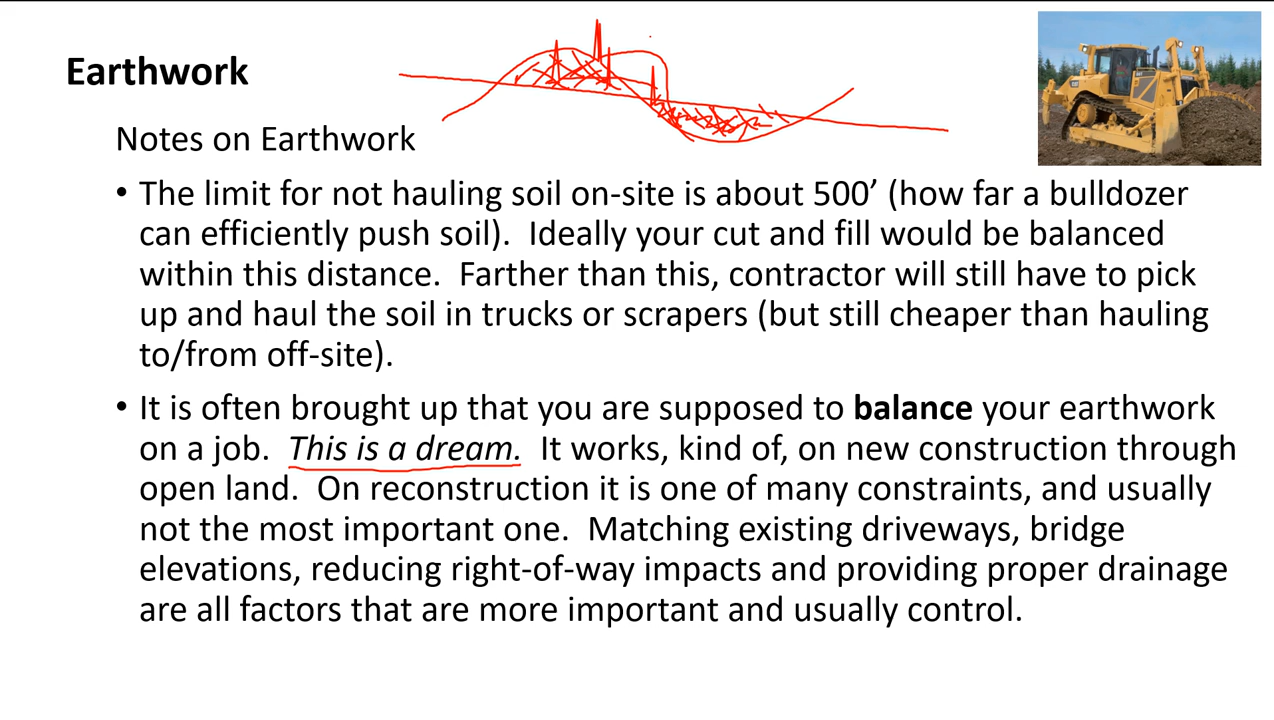 Earthwork
Notes on Earthwork
• The limit for not hauling soil on-site is about 500’ (how far a bulldozer
can efficiently push soil).  Ideally your cut and fill would be balanced
within this distance.  Farther than this, contractor will still have to pick
up and haul the soil in trucks or scrapers (but still cheaper than hauling
to/from off-site).
• It is often brought up that you are supposed to balance your earthwork
on a job.  This is a dream.  It works, kind of, on new construction through
open land.  On reconstruction it is one of many constraints, and usually
not the most important one.  Matching existing driveways, bridge
elevations, reducing right-of-way impacts and providing proper drainage
are all factors that are more important and usually control.